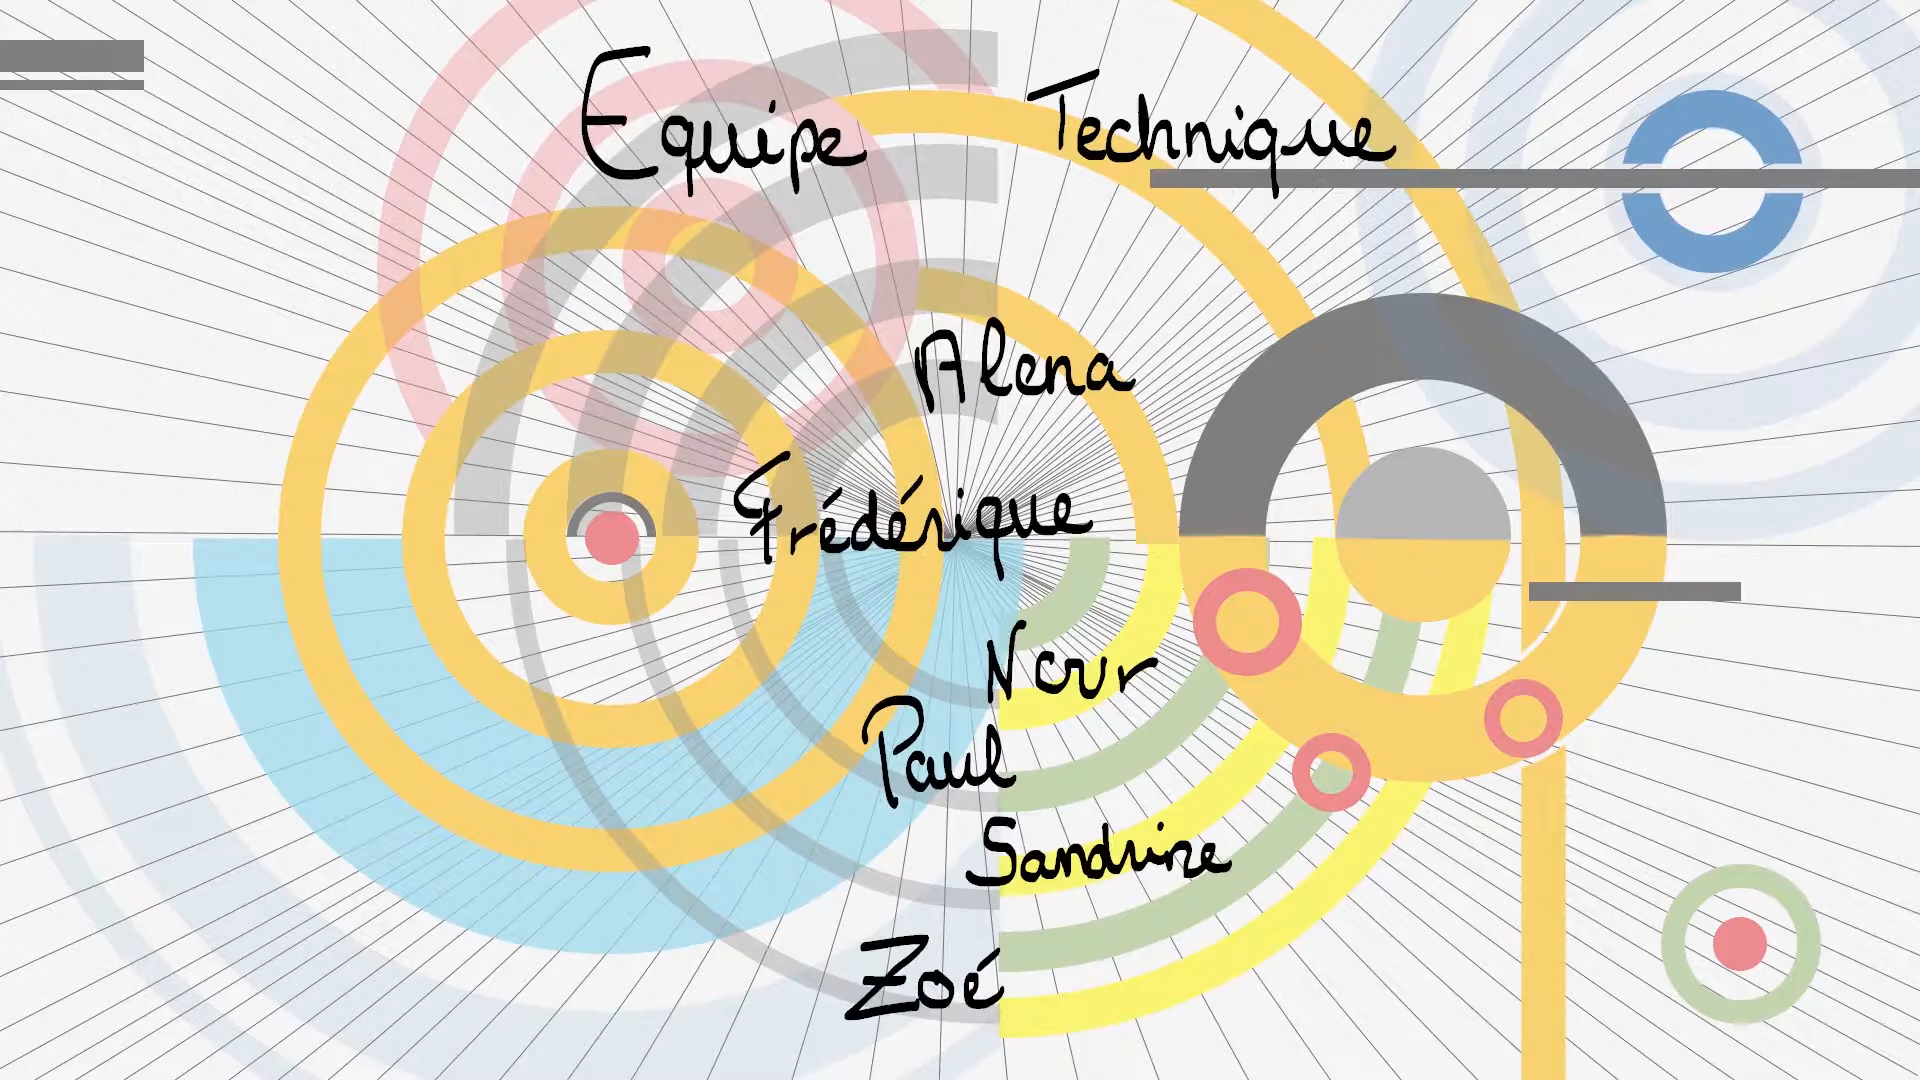 Equipe Technique
Alena
Frédérique
Nour
Paul
Sandrine
Zoé